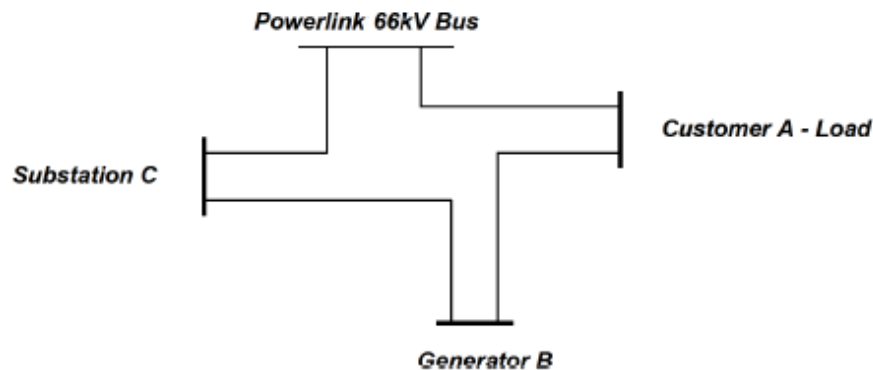 Powerlink 66kV Bus
Customer A - Load
Substation C
Generator B